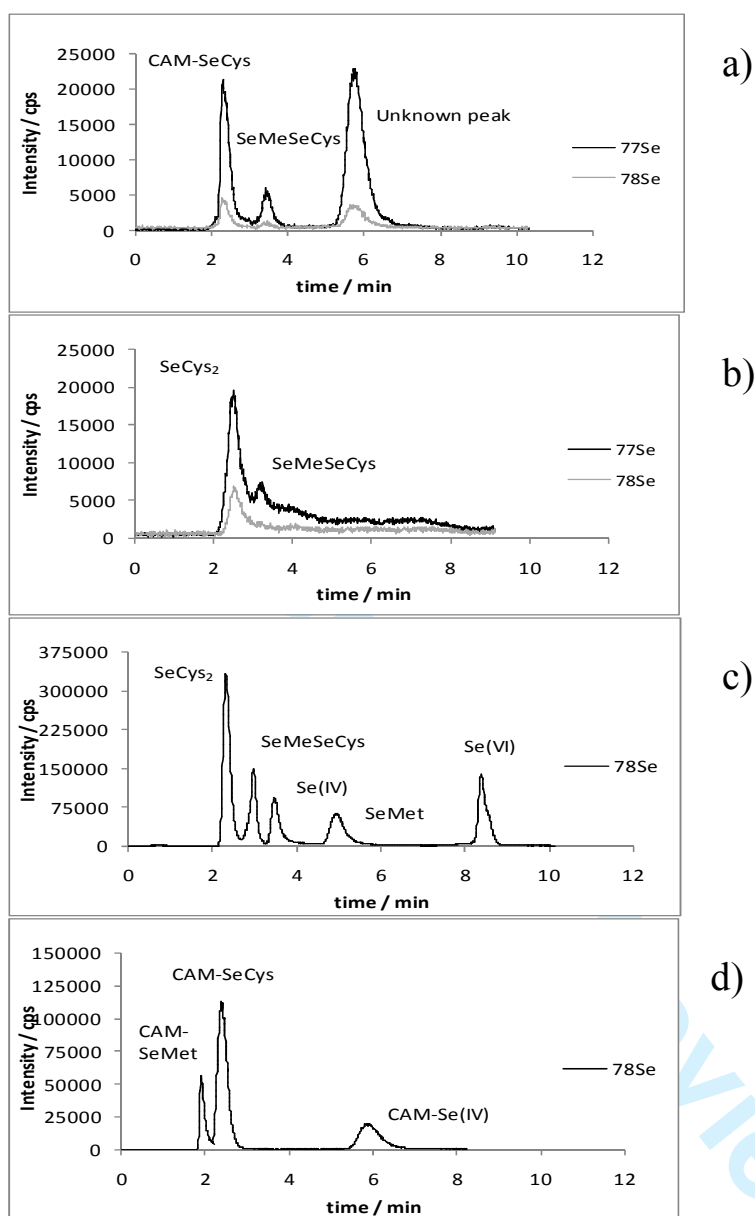 a)
25000
20000
15000
10000
5000
0
Intensity / cps
CAM-SeCys
SeMeSeCys
Unknown peak
77Se
78Se
0 2 4 6 8 10 12
time / min
b)
25000
20000
15000
10000
5000
0
Intensity / cps
SeCys₂
SeMeSeCys
77Se
78Se
0 2 4 6 8 10 12
time / min
c)
375000
300000
225000
150000
75000
0
Intensity / cps
SeCys₂
SeMeSeCys
Se(IV)
SeMet
Se(VI)
78Se
0 2 4 6 8 10 12
time / min
d)
150000
125000
100000
75000
50000
25000
0
Intensity / cps
CAM-SeCys
CAM-
SeMet
CAM-Se(IV)
78Se
0 2 4 6 8 10 12
time / min